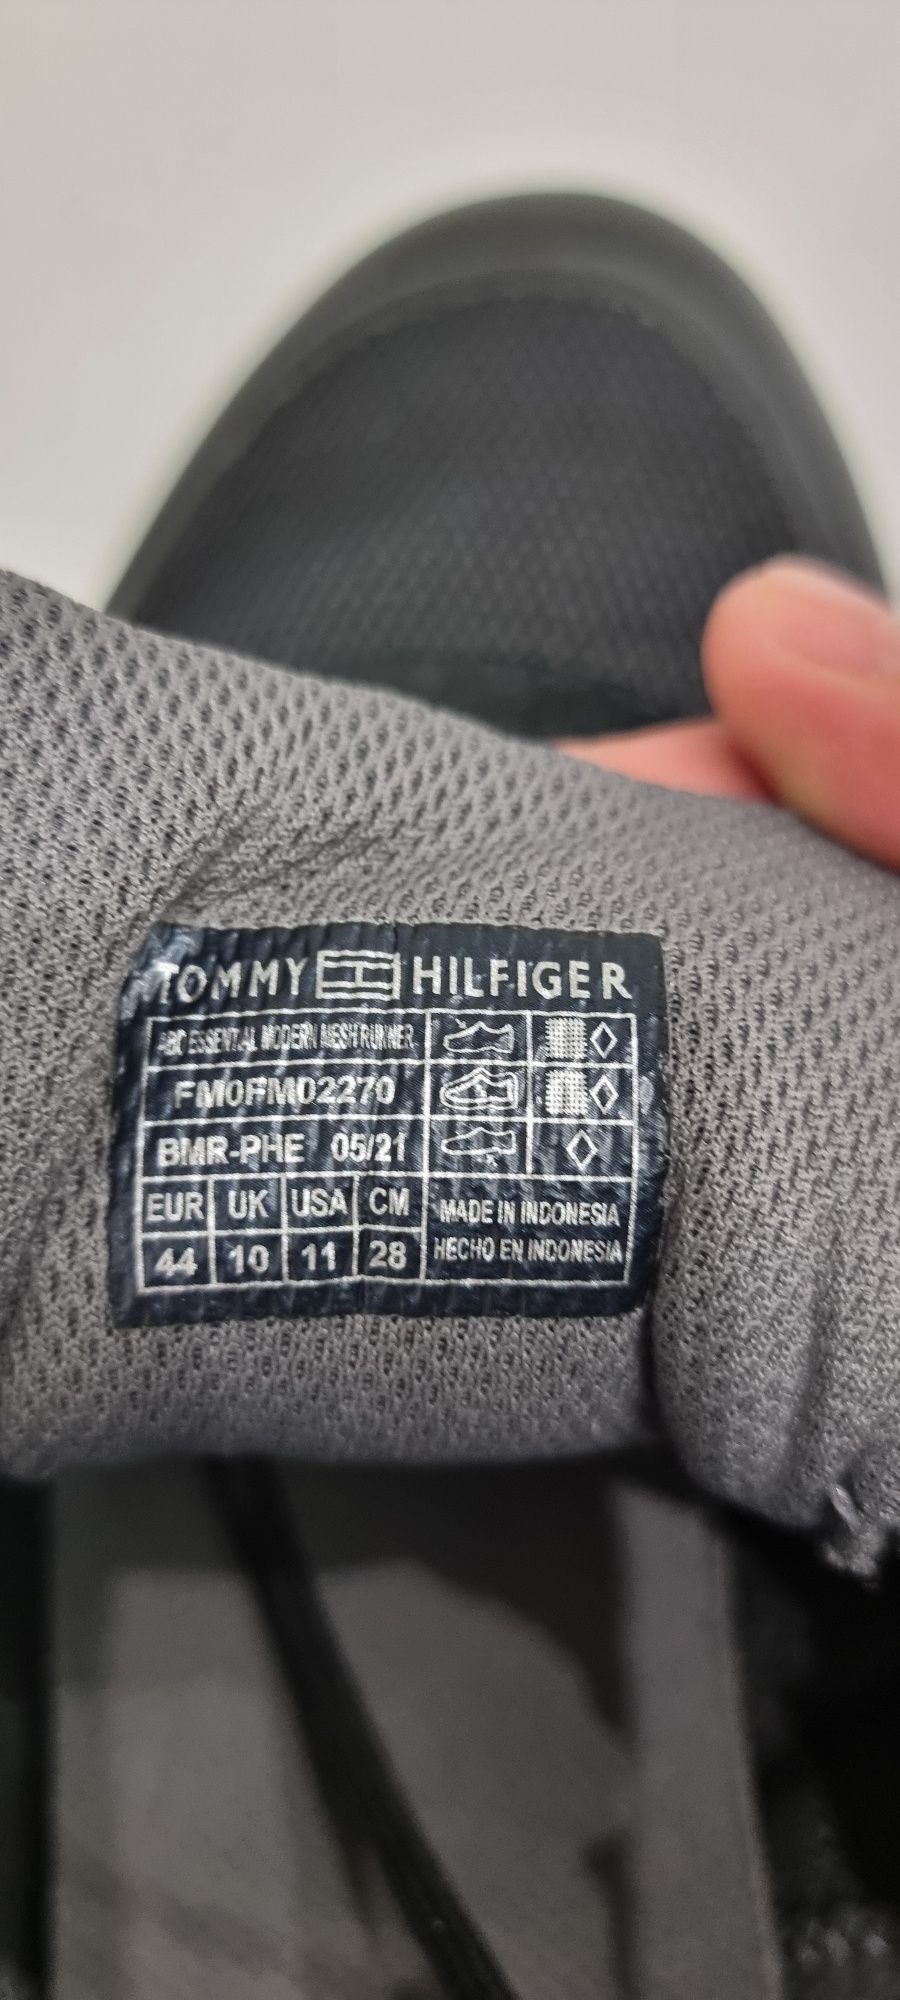 TOMMY HILFIGER
ABC ESSENTIAL MODERN MESH RUNNER
FM0FM02270
BMR-PHE 05/21
EUR UK USA CM
44 10 11 28
MADE IN INDONESIA
HECHO EN INDONESIA